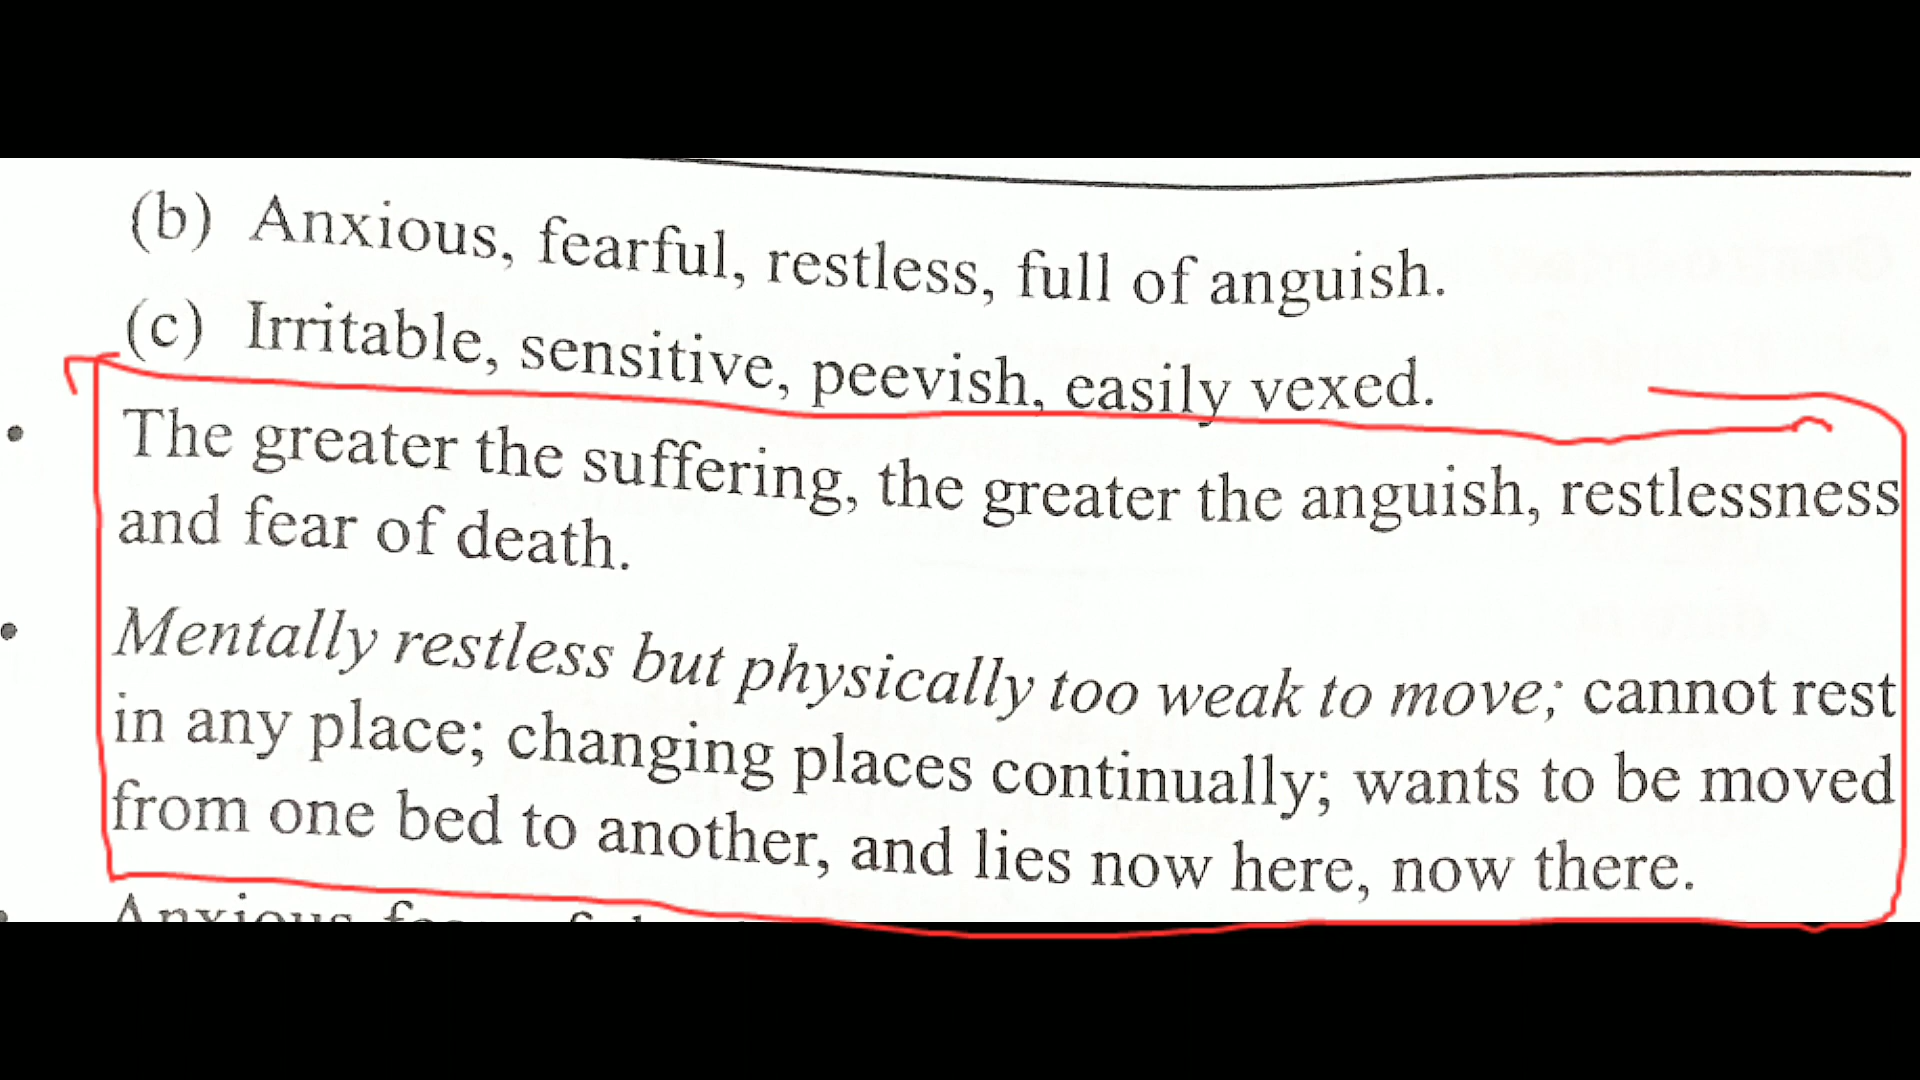 (b) Anxious, fearful, restless, full of anguish.
(c) Irritable, sensitive, peevish, easily vexed.
• The greater the suffering, the greater the anguish, restlessness
and fear of death.
• Mentally restless but physically too weak to move; cannot rest
in any place; changing places continually; wants to be moved
from one bed to another, and lies now here, now there.
Anxious